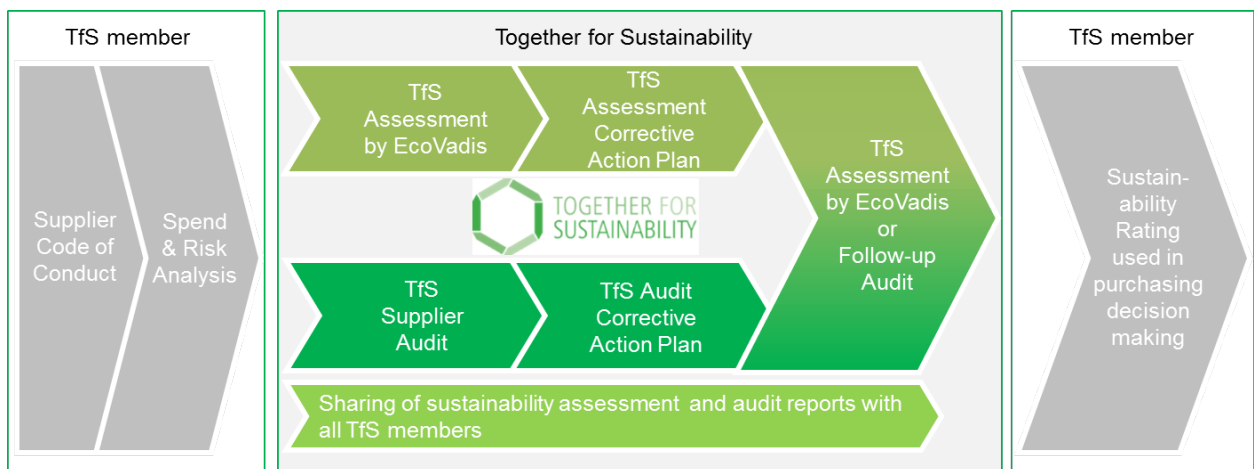 TfS member
Supplier
Code of
Conduct
Spend
& Risk
Analysis
Together for Sustainability
TfS
Assessment
by EcoVadis
TfS
Assessment
Corrective
Action Plan
TOGETHER FOR
SUSTAINABILITY
TfS
Supplier
Audit
TfS Audit
Corrective
Action Plan
TfS
Assessment
by EcoVadis
or
Follow-up
Audit
Sharing of sustainability assessment and audit reports with
all TfS members
TfS member
Sustain-
ability
Rating
used in
purchasing
decision
making